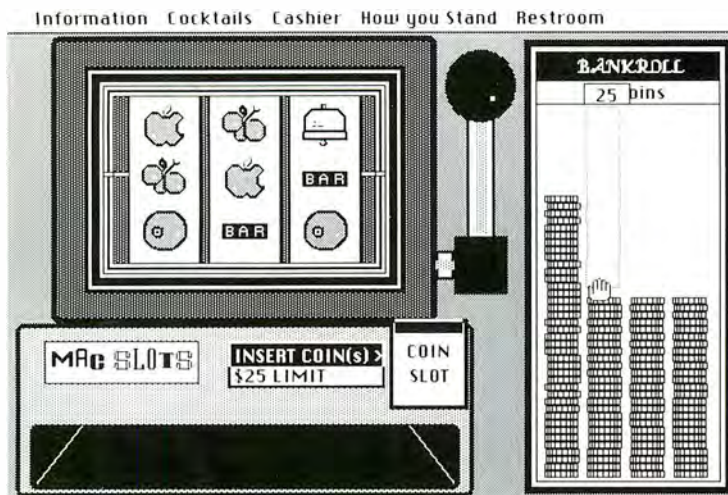 Information Cocktails Cashier How you Stand Restroom
BANKROLL
25 oins
BAR
BAR
MAC SLOTS
INSERT COIN(s) >
$25 LIMIT
COIN
SLOT